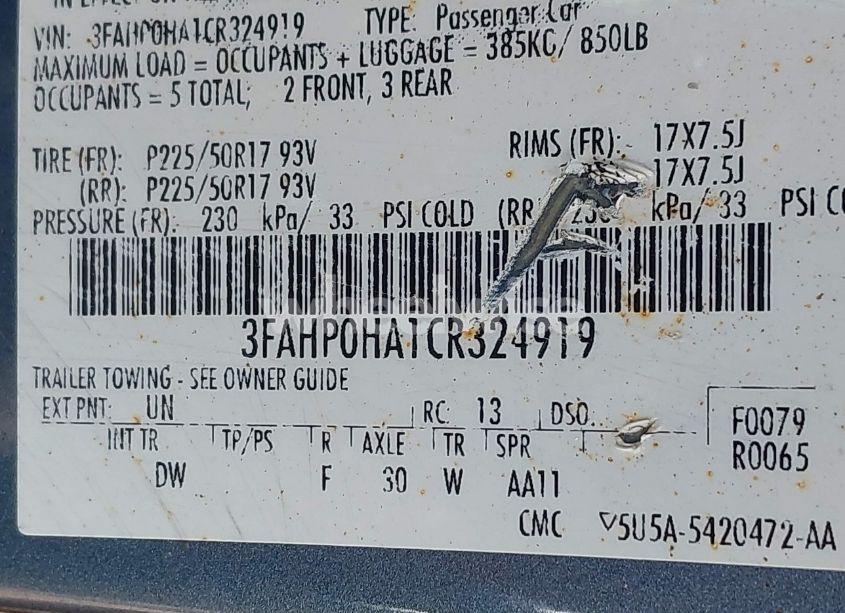 VIN: 3FAHP0HA1CR324919 TYPE: Passenger Car
MAXIMUM LOAD = OCCUPANTS + LUGGAGE = 385KG/ 850LB
OCCUPANTS = 5 TOTAL; 2 FRONT, 3 REAR
TIRE (FR): P225/50R17 93V RIMS (FR): 17X7.5J
(RR): P225/50R17 93V 17X7.5J
PRESSURE (FR): 230 kPa/ 33 PSI COLD (RR kPa/ 33 PSI CO
3FAHP0HA1CR324919
TRAILER TOWING - SEE OWNER GUIDE
EXT PNT: UN RC: 13 DSO:
F0079
INT TR TP/PS R AXLE TR SPR
R0065
DW F 30 W AA11
CMC V5U5A-5420472-AA